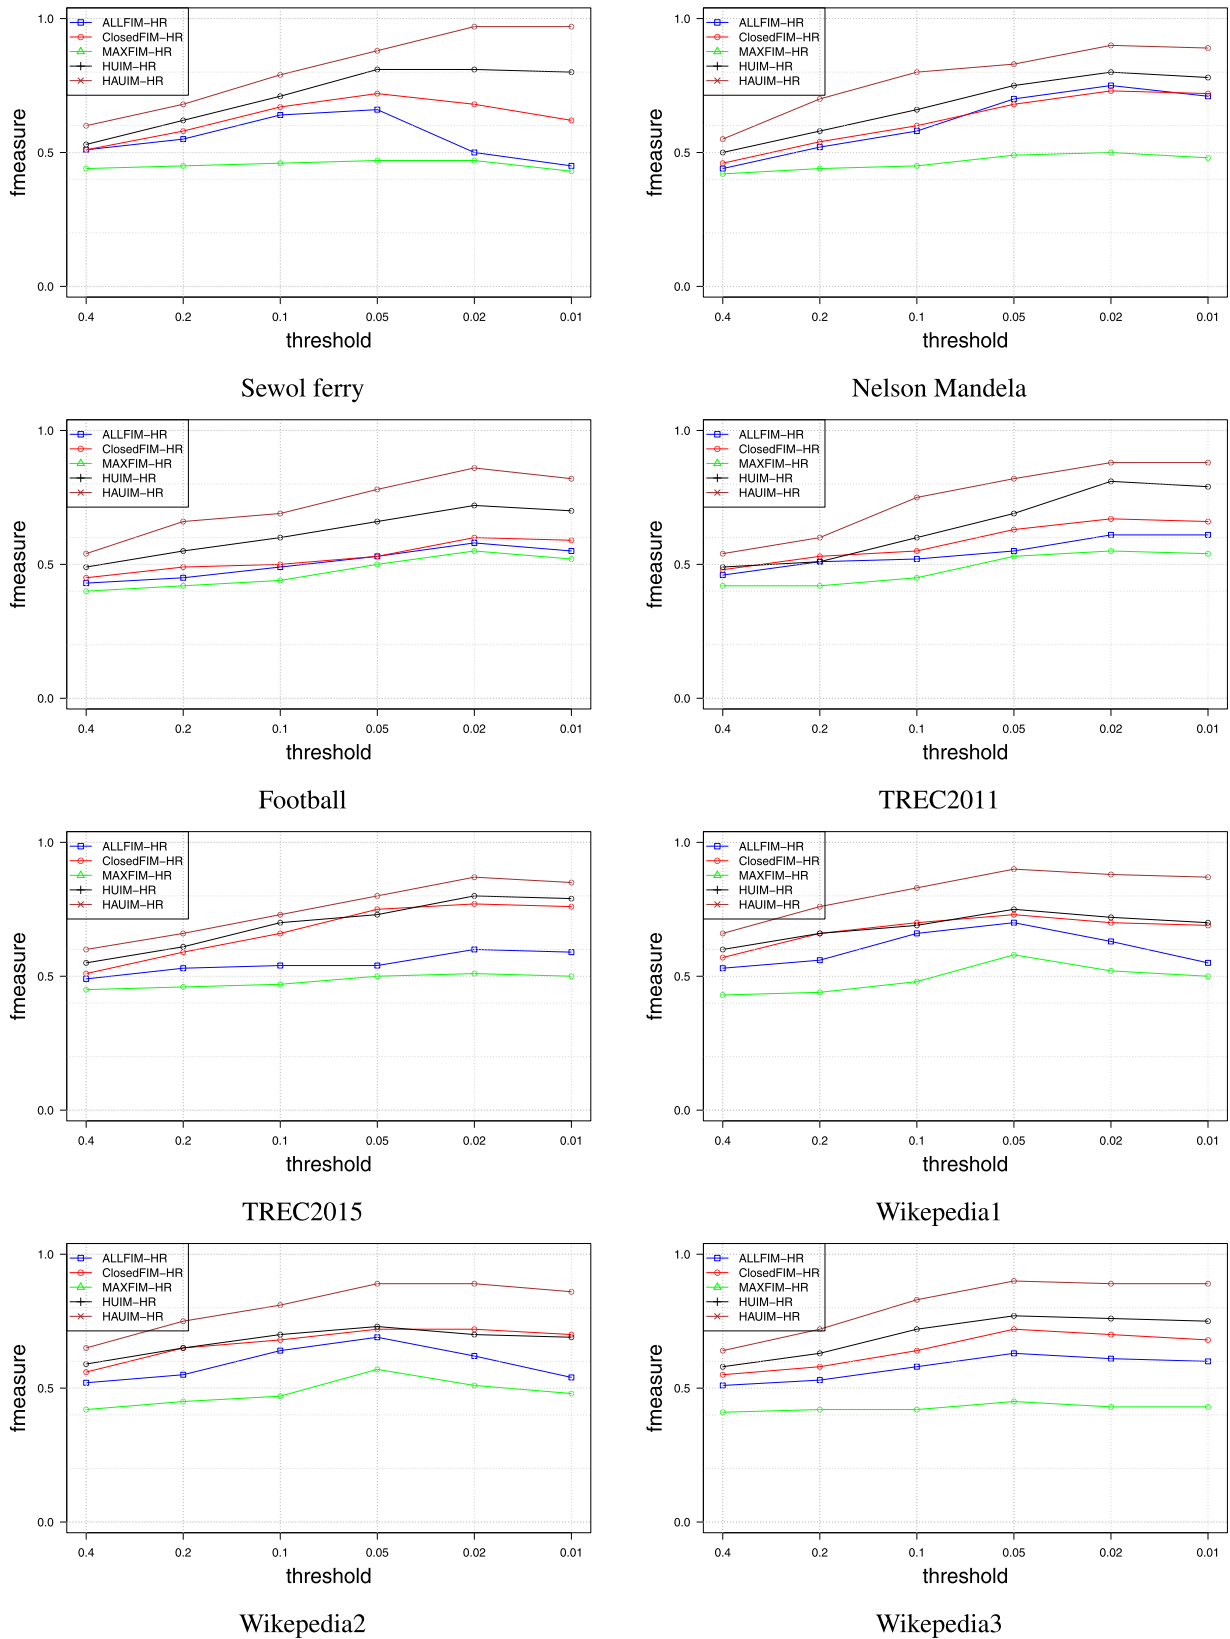 1.0
0.5
0.0
fmeasure
ALLFIM-HR
ClosedFIM-HR
MAXFIM-HR
HUIM-HR
HAUIM-HR
0.4 0.2 0.1 0.05 0.02 0.01
threshold
Sewol ferry
1.0
0.5
0.0
fmeasure
ALLFIM-HR
ClosedFIM-HR
MAXFIM-HR
HUIM-HR
HAUIM-HR
0.4 0.2 0.1 0.05 0.02 0.01
threshold
Nelson Mandela
1.0
0.5
0.0
fmeasure
ALLFIM-HR
ClosedFIM-HR
MAXFIM-HR
HUIM-HR
HAUIM-HR
0.4 0.2 0.1 0.05 0.02 0.01
threshold
Football
1.0
0.5
0.0
fmeasure
ALLFIM-HR
ClosedFIM-HR
MAXFIM-HR
HUIM-HR
HAUIM-HR
0.4 0.2 0.1 0.05 0.02 0.01
threshold
TREC2011
1.0
0.5
0.0
fmeasure
ALLFIM-HR
ClosedFIM-HR
MAXFIM-HR
HUIM-HR
HAUIM-HR
0.4 0.2 0.1 0.05 0.02 0.01
threshold
TREC2015
1.0
0.5
0.0
fmeasure
ALLFIM-HR
ClosedFIM-HR
MAXFIM-HR
HUIM-HR
HAUIM-HR
0.4 0.2 0.1 0.05 0.02 0.01
threshold
Wikepedia1
1.0
0.5
0.0
fmeasure
ALLFIM-HR
ClosedFIM-HR
MAXFIM-HR
HUIM-HR
HAUIM-HR
0.4 0.2 0.1 0.05 0.02 0.01
threshold
Wikepedia2
1.0
0.5
0.0
fmeasure
ALLFIM-HR
ClosedFIM-HR
MAXFIM-HR
HUIM-HR
HAUIM-HR
0.4 0.2 0.1 0.05 0.02 0.01
threshold
Wikepedia3